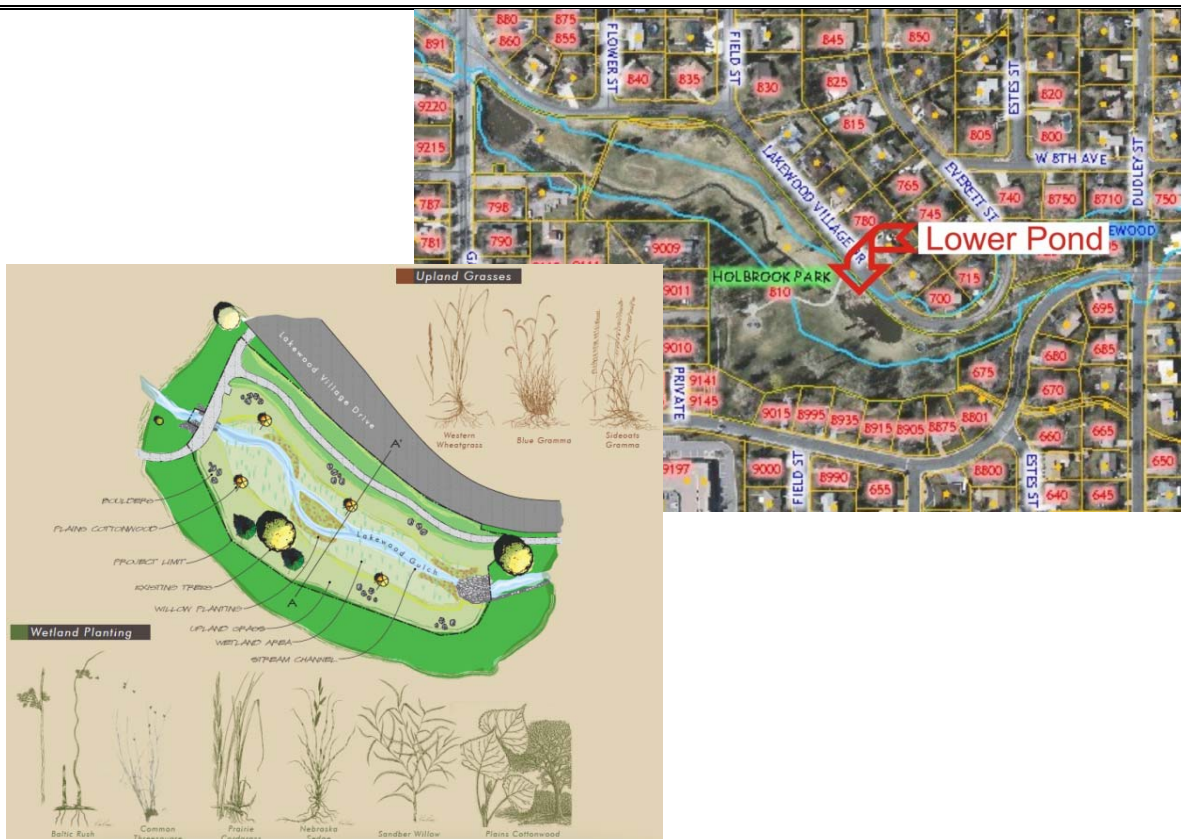 880
875
891
860
855
FLOWER ST
840
835
FIELD ST
830
845
825
850
815
805
ESTES ST
820
800
W 8TH AVE
DUDLEY ST
9220
9215
787
781
798
790
LAKEWOOD VILLAGE DR
765
780
745
EVERETT ST
740
8750
8710
750
Lower Pond
HOLBROOK PARK
810
9009
9011
9010
PRIVATE
9141
9145
715
700
695
685
680
675
670
665
660
650
9015
8995
8935
8915
8905
8875
8801
8800
9197
9000
FIELD ST
8990
655
ESTES ST
640
645
Upland Grasses
Western
Wheatgrass
Blue Gramma
Sideoats
Gramma
Lakewood Village Drive
A'
Lakewood Gulch
A
BOULDERS
PLAINS COTTONWOOD
PROJECT LIMIT
EXISTING TREES
WILLOW PLANTING
UPLAND GRASS
WETLAND AREA
STREAM CHANNEL
Wetland Planting
Baltic Rush
Common
Prairie
Nebraska
Sandber Willow
Plains Cottonwood